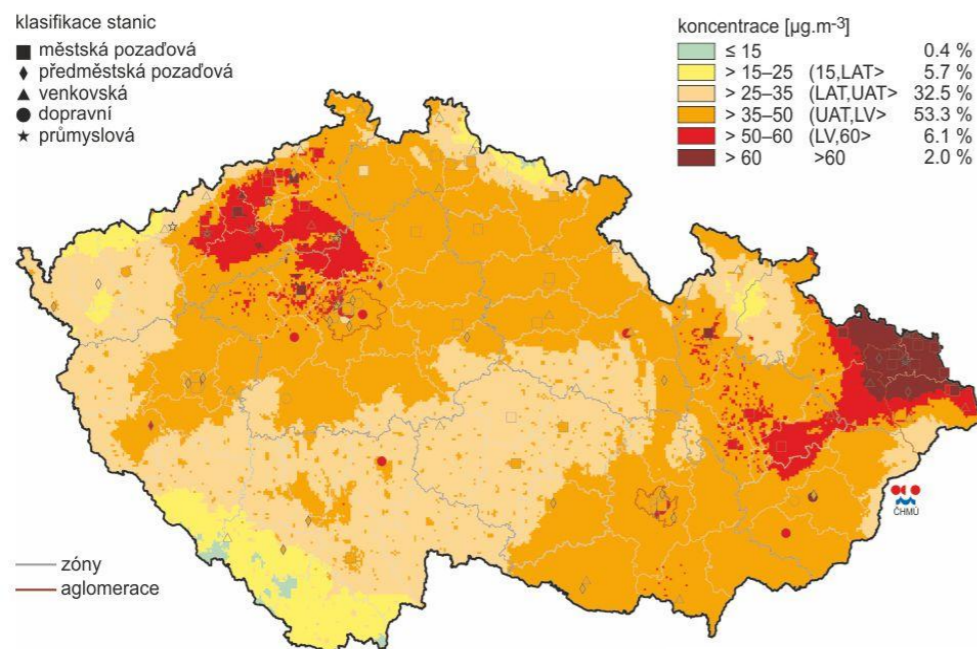 klasifikace stanic
městská pozaďová
předměstská pozaďová
venkovská
dopravní
průmyslová
koncentrace [µg.m-3]
≤ 15 0.4 %
> 15–25 (15,LAT> 5.7 %
> 25–35 (LAT,UAT> 32.5 %
> 35–50 (UAT,LV> 53.3 %
> 50–60 (LV,60> 6.1 %
> 60 >60 2.0 %
ČHMÚ
zóny
aglomerace